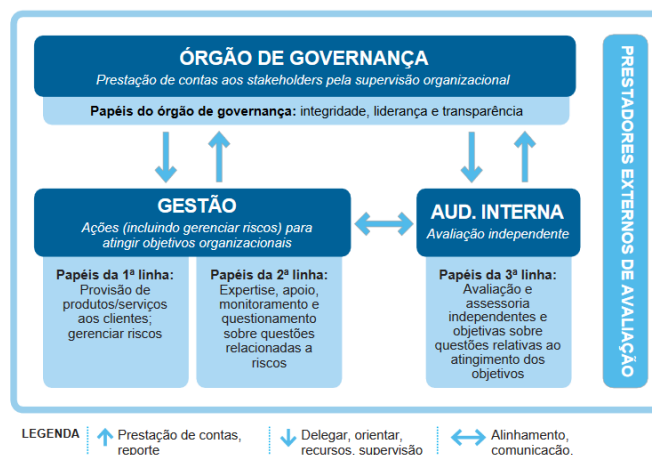 ÓRGÃO DE GOVERNANÇA
Prestação de contas aos stakeholders pela supervisão organizacional
Papéis do órgão de governança: integridade, liderança e transparência
GESTÃO
Ações (incluindo gerenciar riscos) para
atingir objetivos organizacionais
AUD. INTERNA
Avaliação independente
Papéis da 1ª linha:
Provisão de
produtos/serviços
aos clientes;
gerenciar riscos
Papéis da 2ª linha:
Expertise, apoio,
monitoramento e
questionamento
sobre questões
relacionadas a
riscos
Papéis da 3ª linha:
Avaliação e
assessoria
independentes e
objetivas sobre
questões relativas ao
atingimento dos
objetivos
PRESTADORES EXTERNOS DE AVALIAÇÃO
LEGENDA
Prestação de contas,
reporte
Delegar, orientar,
recursos, supervisão
Alinhamento,
comunicação,